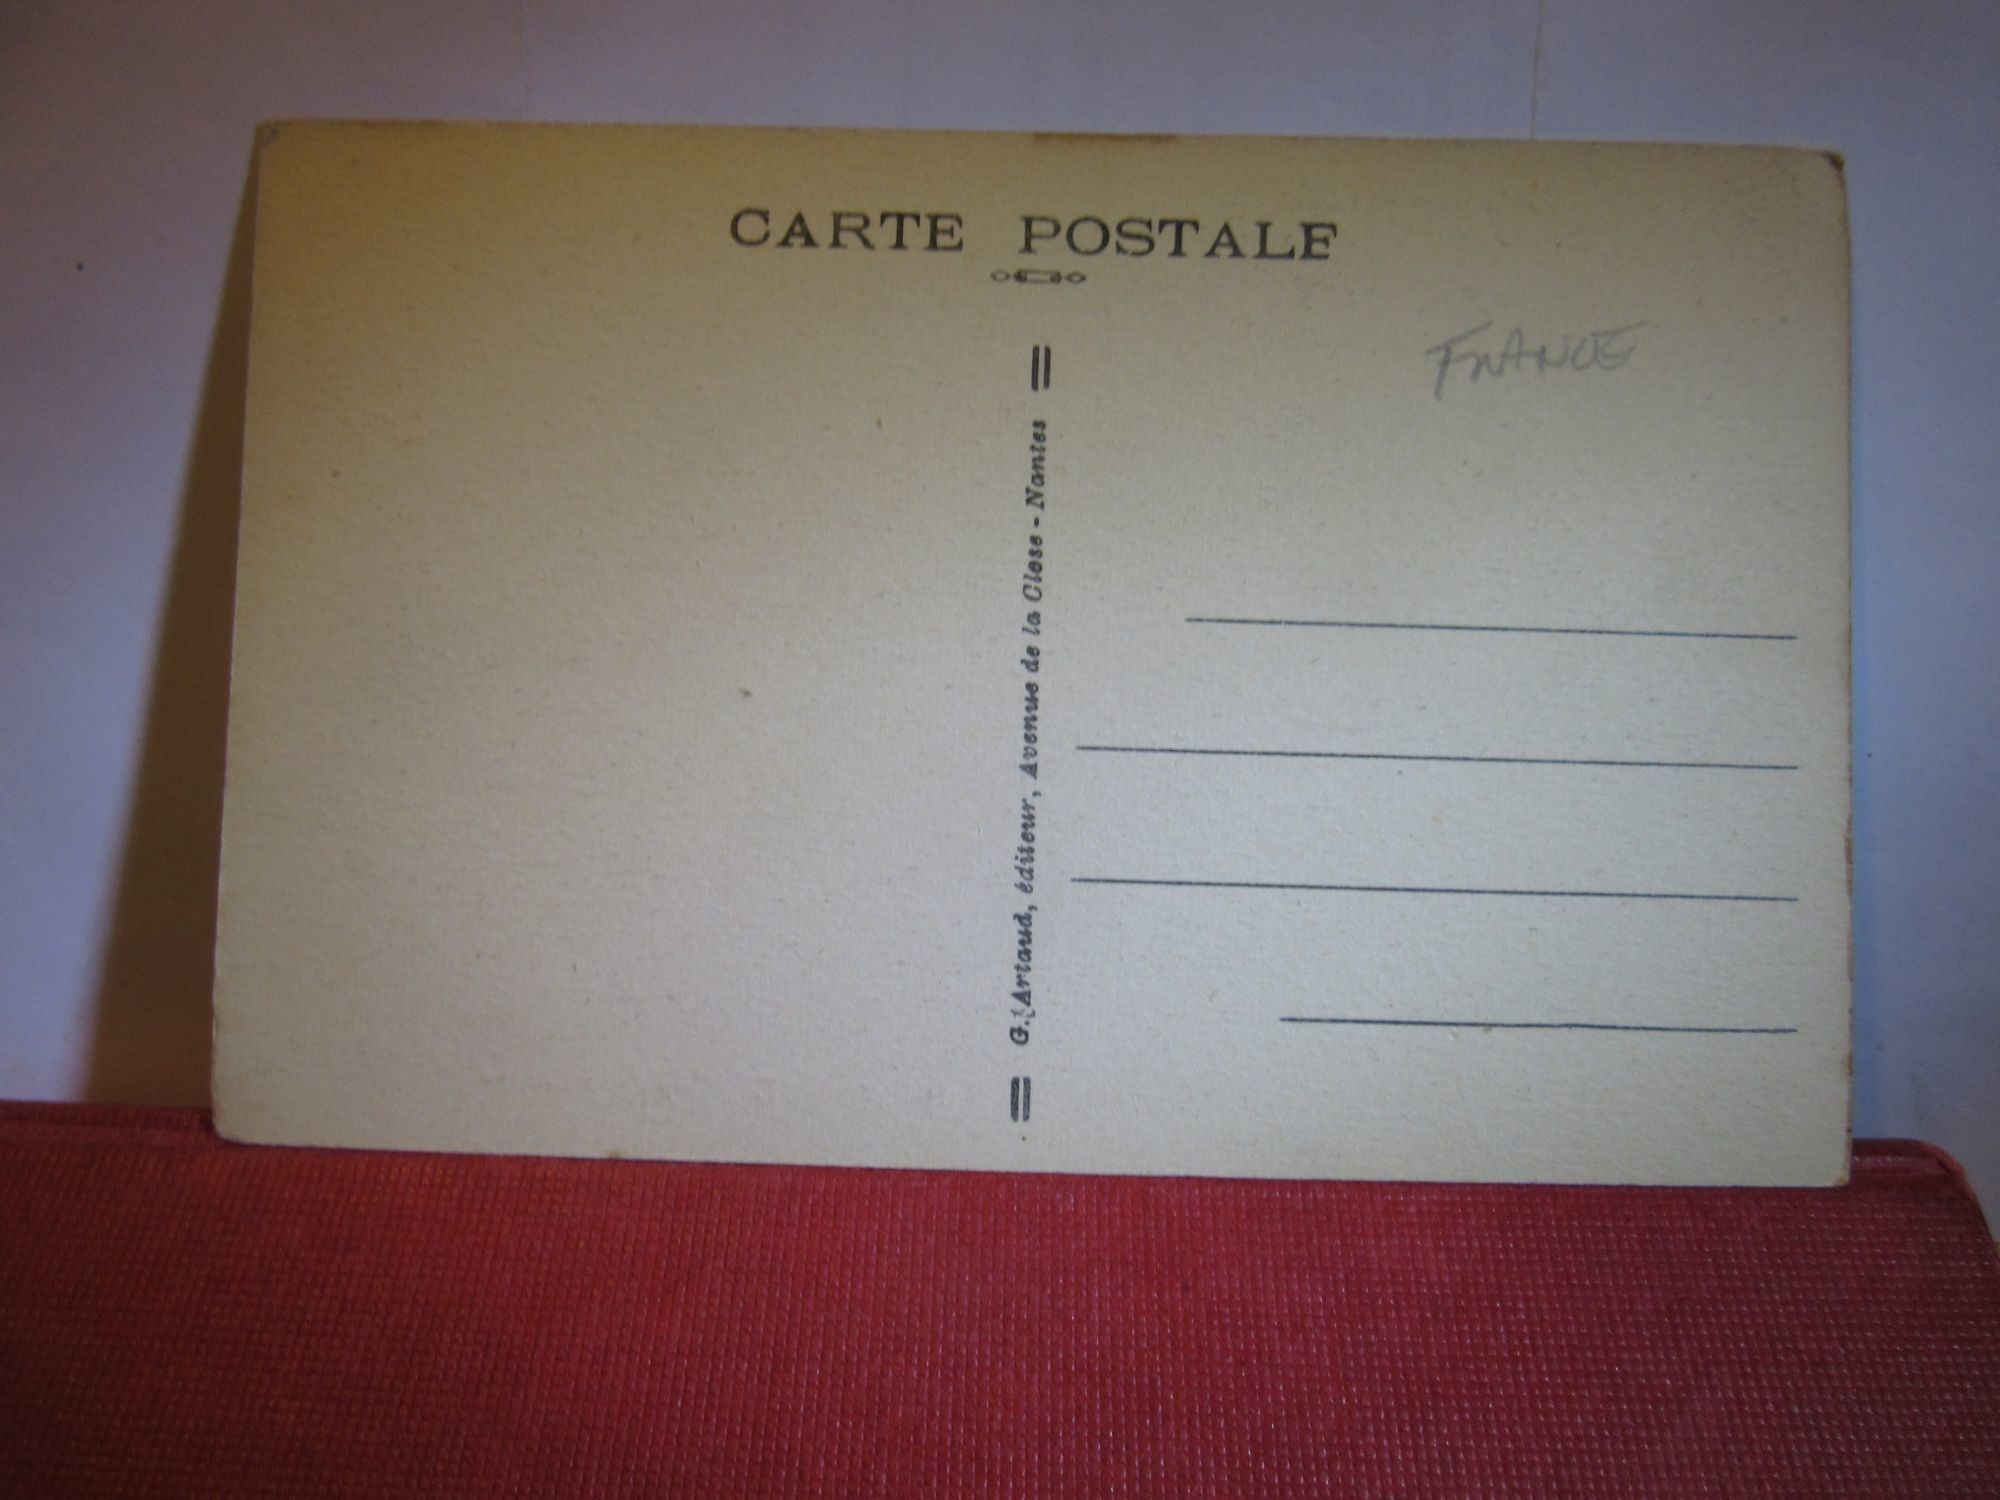 CARTE POSTALE
FRANCE
G. Artaud, éditeur, Avenue de la Close - Nantes